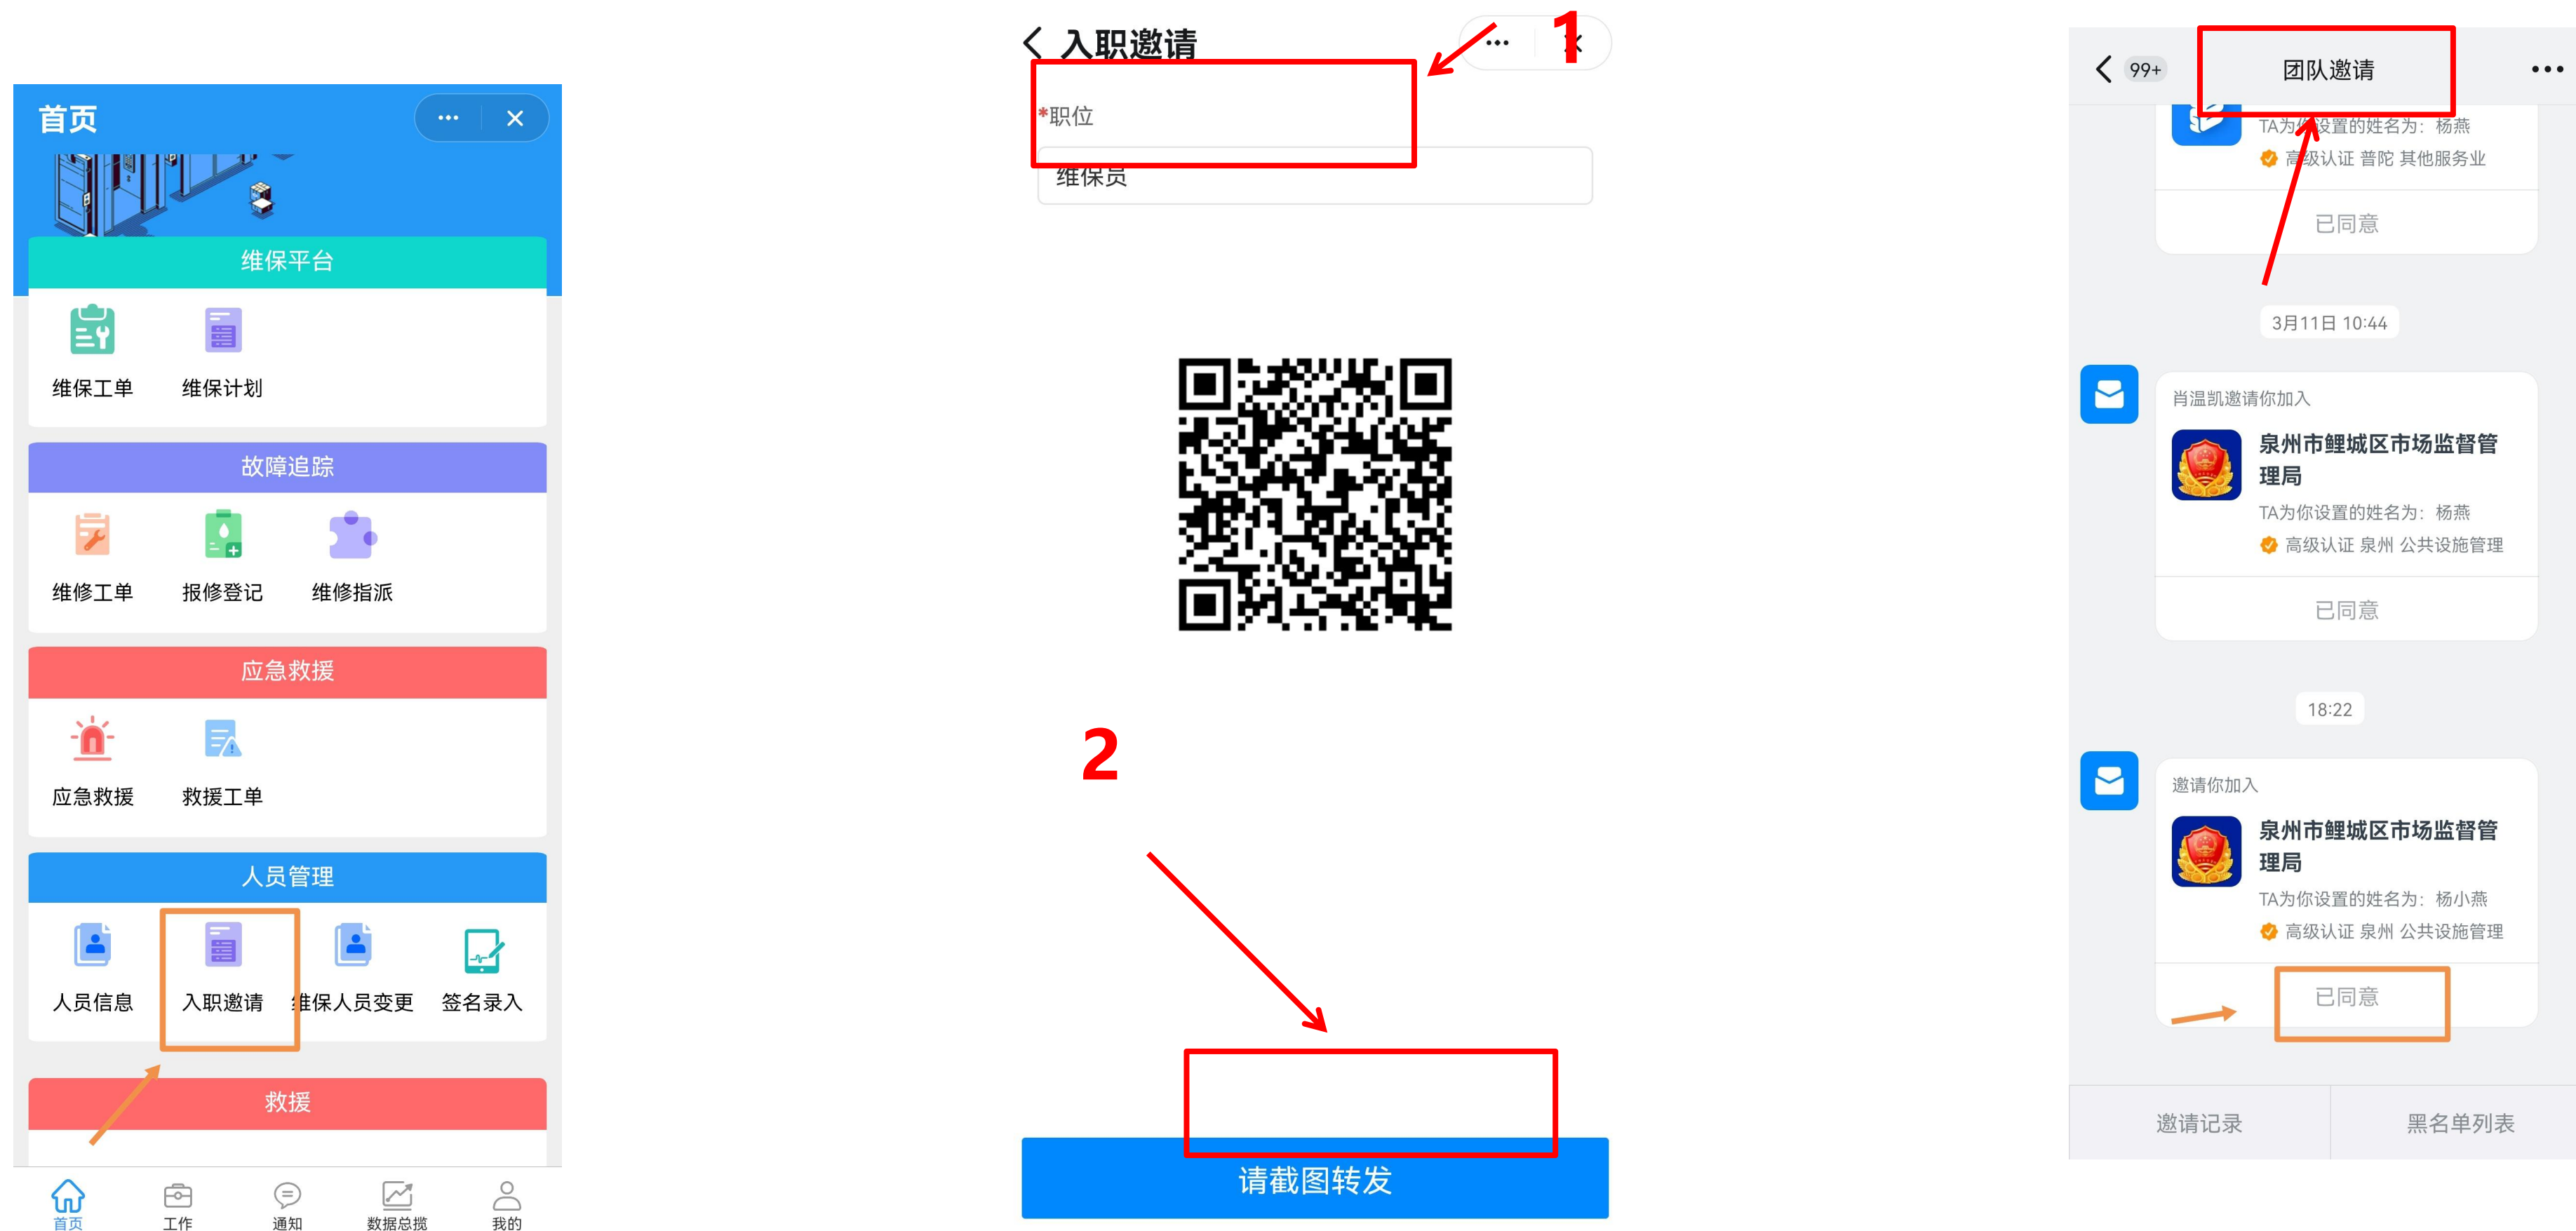 首页
维保平台
维保工单
维保计划
故障追踪
维修工单
报修登记
维修指派
应急救援
应急救援
救援工单
人员管理
人员信息
入职邀请
维保人员变更
签名录入
救援
首页
工作
通知
数据总揽
我的
入职邀请
1
*职位
维保员
2
请截图转发
99+
团队邀请
TA为你设置的姓名为：杨燕
高级认证 普陀 其他服务业
已同意
3月11日 10:44
肖温凯邀请你加入
泉州市鲤城区市场监督管
理局
TA为你设置的姓名为：杨燕
高级认证 泉州 公共设施管理
已同意
18:22
邀请你加入
泉州市鲤城区市场监督管
理局
TA为你设置的姓名为：杨小燕
高级认证 泉州 公共设施管理
已同意
邀请记录
黑名单列表